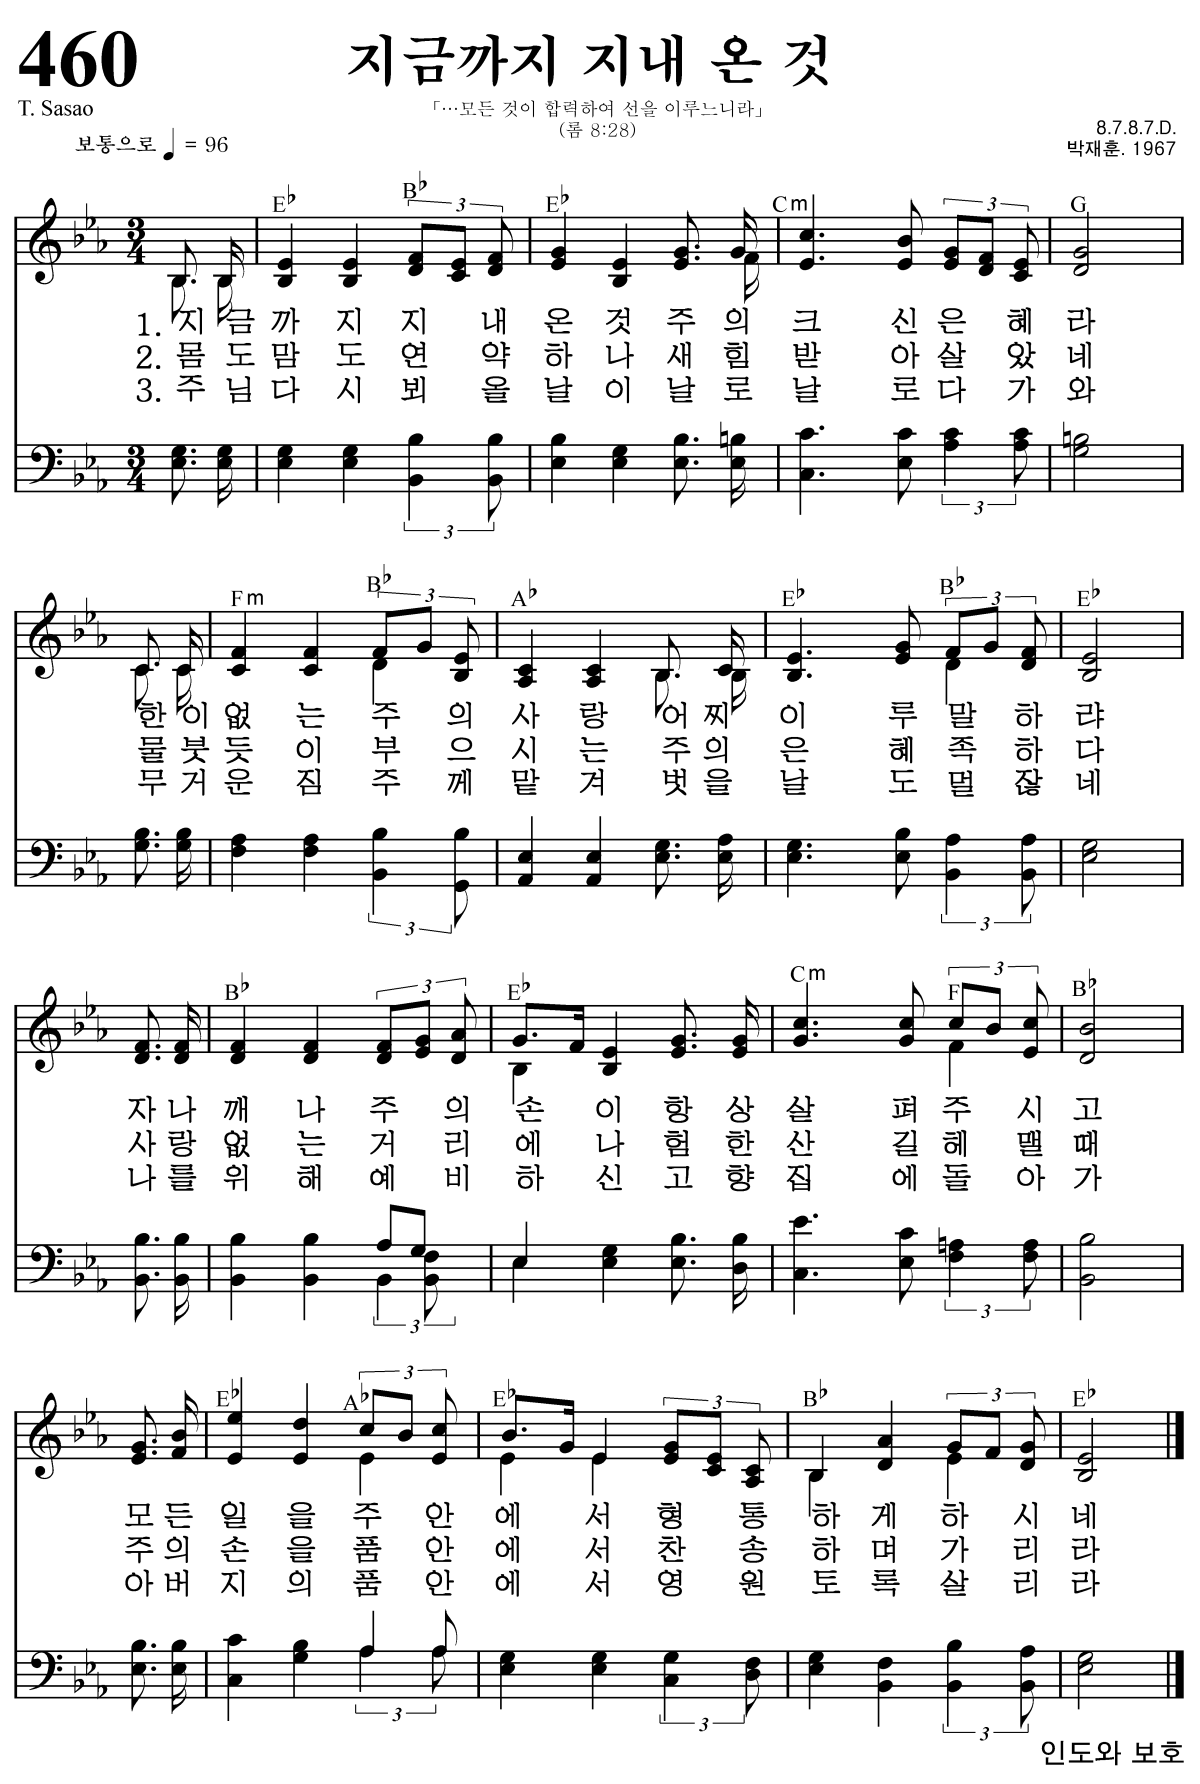 460
지금까지 지내 온 것
T. Sasao
「…모든 것이 합력하여 선을 이루느니라」
(롬 8:28)
8.7.8.7.D.
보통으로 ♩ = 96
박재훈. 1967
E♭ B♭ E♭ Cm G
3 3
1. 지 금 까 지 지 내 온 것 주 의 크 신 은 혜 라
2. 몸 도 맘 도 연 약 하 나 새 힘 받 아 살 았 네
3. 주 님 다 시 뵈 올 날 이 날 로 날 로 다 가 와
3 3
Fm B♭ A♭ E♭ B♭ E♭
3 3
한 이 없 는 주 의 사 랑 어 찌 이 루 말 하 랴
물 붓 듯 이 부 으 시 는 주 의 은 혜 족 하 다
무 거 운 짐 주 께 맡 겨 벗 을 날 도 멀 잖 네
3 3
B♭ E♭ Cm F B♭
3 3
자 나 깨 나 주 의 손 이 항 상 살 펴 주 시 고
사 랑 없 는 거 리 에 나 험 한 산 길 헤 맬 때
나 를 위 해 예 비 하 신 고 향 집 에 돌 아 가
3 3
E♭ A♭ E♭ B♭ E♭
3 3 3
모 든 일 을 주 안 에 서 형 통 하 게 하 시 네
주 의 손 을 품 안 에 서 찬 송 하 며 가 리 라
아 버 지 의 품 안 에 서 영 원 토 록 살 리 라
3 3 3
인도와 보호